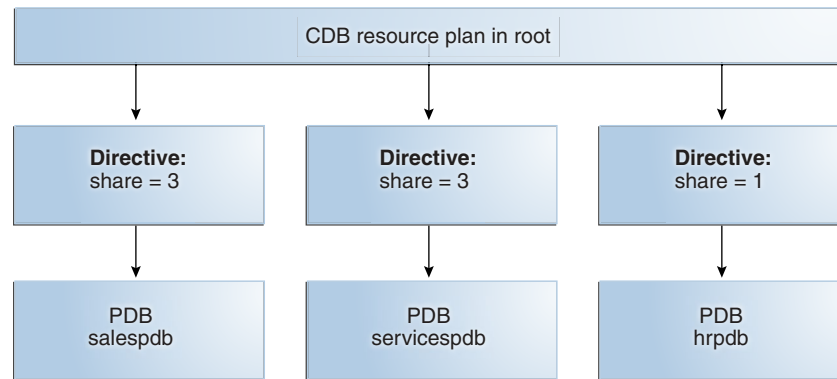 CDB resource plan in root
Directive:
share = 3
Directive:
share = 3
Directive:
share = 1
PDB
salespdb
PDB
servicespdb
PDB
hrpdb